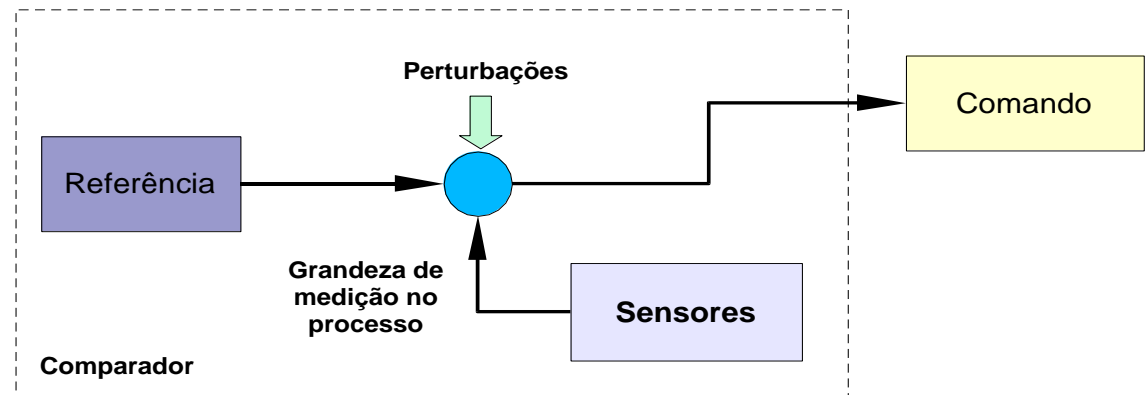 Perturbações
Comando
Referência
Grandeza de
medição no
processo
Sensores
Comparador